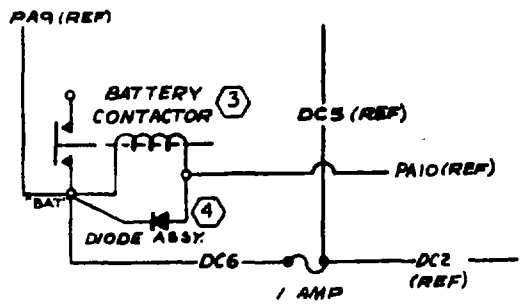 PA9 (REF)
BATTERY
CONTACTOR 3
DC5 (REF)
PA10 (REF)
"BAT"
4
DIODE ASSY.
DC6
DC2
(REF)
1 AMP